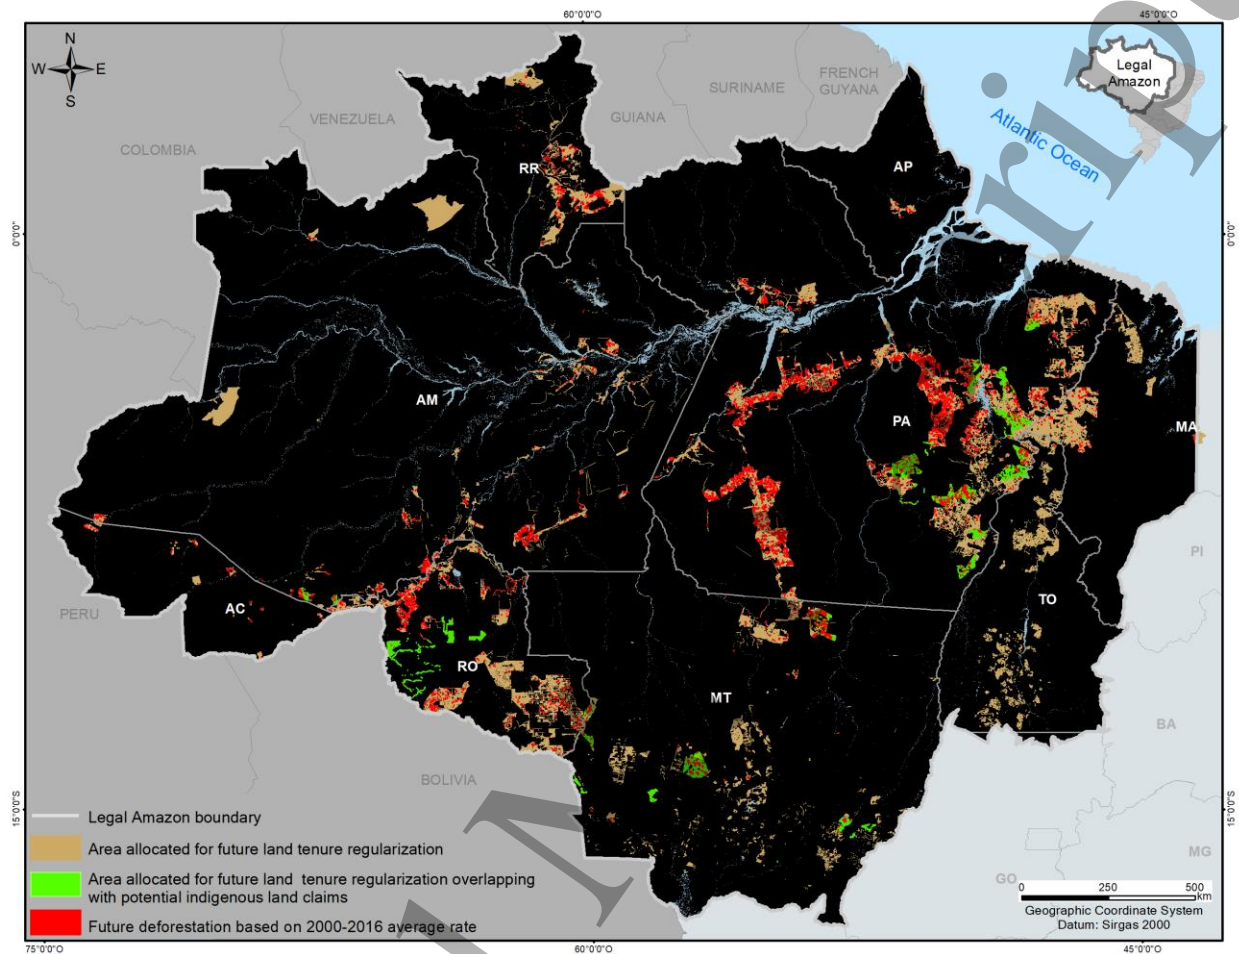 60°0'0"O
45°0'0"O
N
W
E
S
Legal
Amazon
FRENCH
GUYANA
SURINAME
GUIANA
VENEZUELA
COLOMBIA
Atlantic Ocean
RR
AP
0°0'0"
0°0'0"
AM
PA
MA
PI
PERU
AC
TO
RO
MT
BA
BOLIVIA
15°0'0"S
15°0'0"S
MG
GO
Legal Amazon boundary
Area allocated for future land tenure regularization
Area allocated for future land tenure regularization overlapping
with potential indigenous land claims
Future deforestation based on 2000-2016 average rate
0 250 500
km
Geographic Coordinate System
Datum: Sirgas 2000
75°0'0"O
60°0'0"O
45°0'0"O